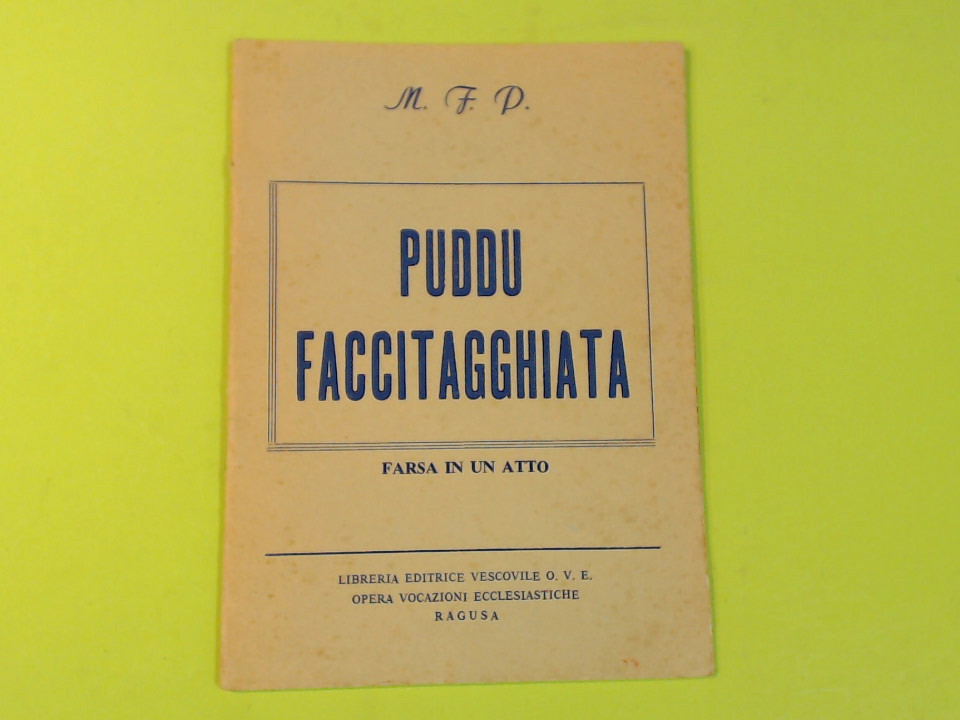 M. F. P.
PUDDU
FACCITAGGHIATA
FARSA IN UN ATTO
LIBRERIA EDITRICE VESCOVILE O. V. E.
OPERA VOCAZIONI ECCLESIASTICHE
RAGUSA